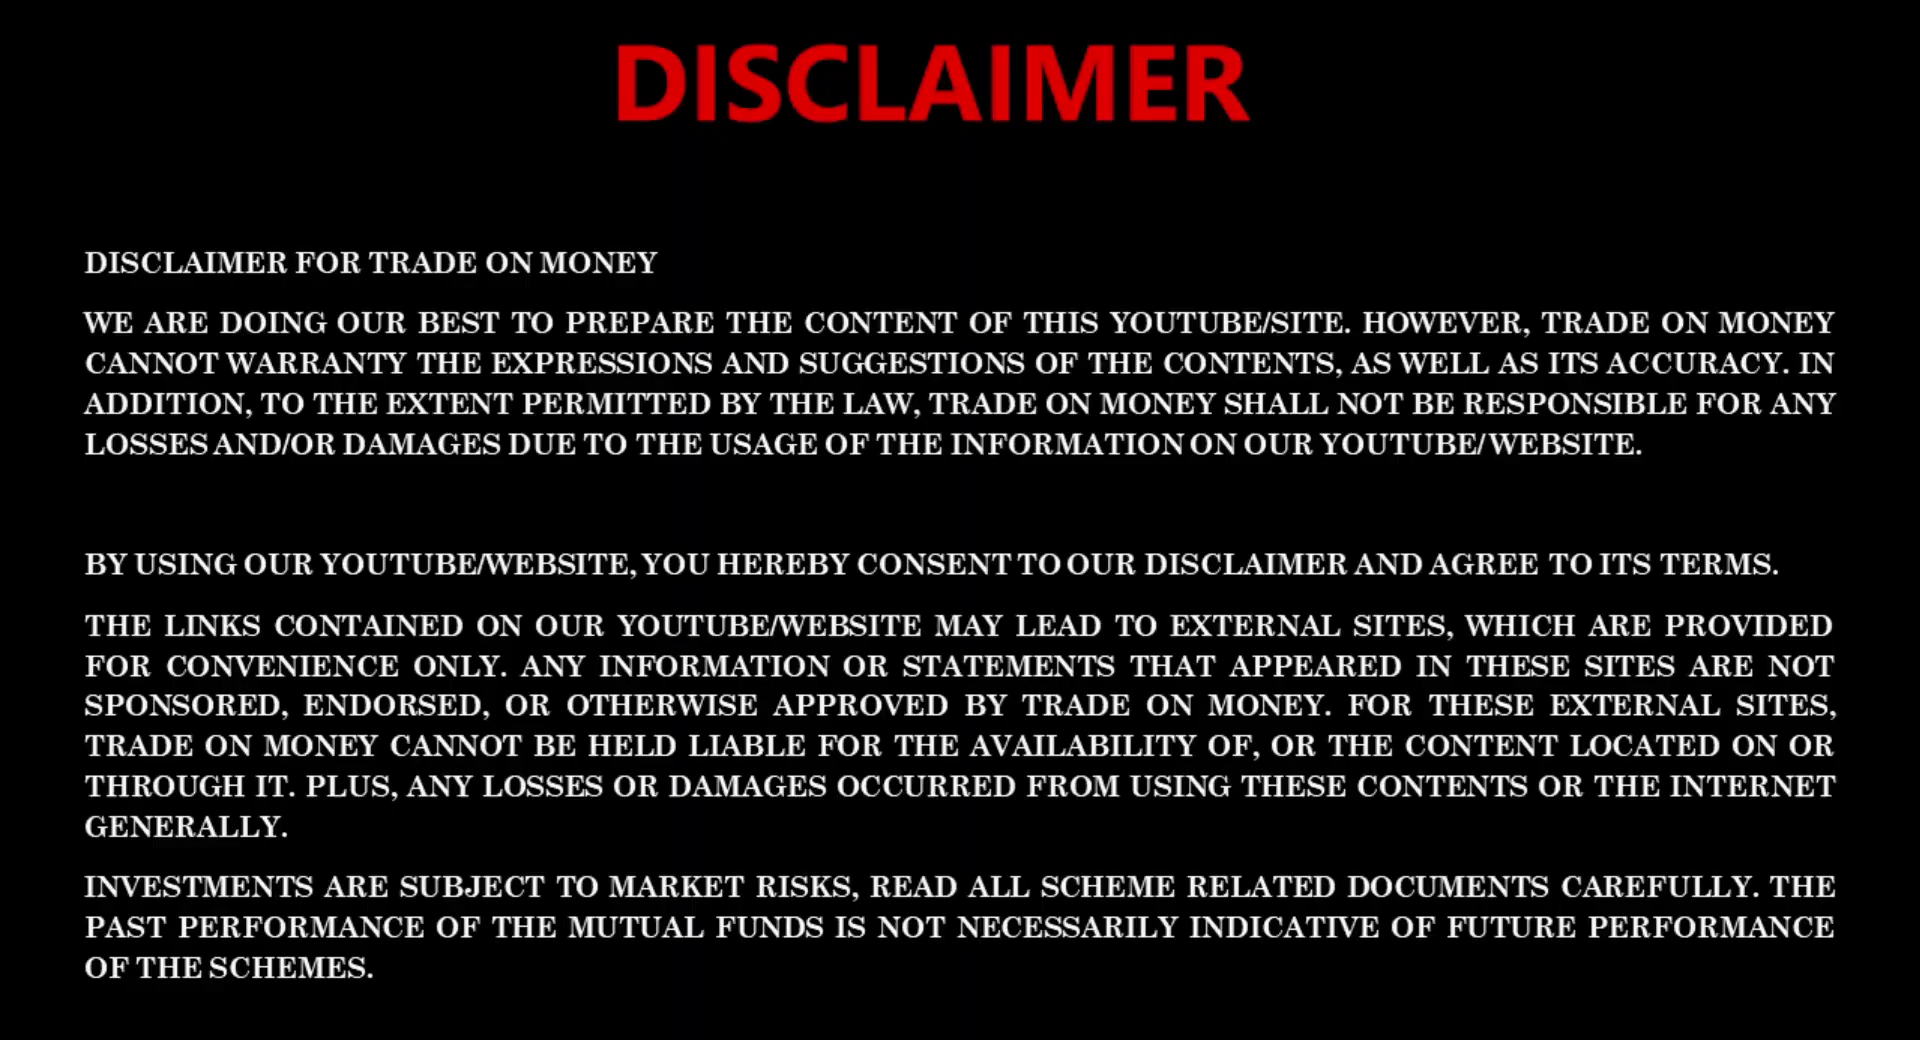 DISCLAIMER
DISCLAIMER FOR TRADE ON MONEY
WE ARE DOING OUR BEST TO PREPARE THE CONTENT OF THIS YOUTUBE/SITE. HOWEVER, TRADE ON MONEY
CANNOT WARRANTY THE EXPRESSIONS AND SUGGESTIONS OF THE CONTENTS, AS WELL AS ITS ACCURACY. IN
ADDITION, TO THE EXTENT PERMITTED BY THE LAW, TRADE ON MONEY SHALL NOT BE RESPONSIBLE FOR ANY
LOSSES AND/OR DAMAGES DUE TO THE USAGE OF THE INFORMATION ON OUR YOUTUBE/WEBSITE.
BY USING OUR YOUTUBE/WEBSITE, YOU HEREBY CONSENT TO OUR DISCLAIMER AND AGREE TO ITS TERMS.
THE LINKS CONTAINED ON OUR YOUTUBE/WEBSITE MAY LEAD TO EXTERNAL SITES, WHICH ARE PROVIDED
FOR CONVENIENCE ONLY. ANY INFORMATION OR STATEMENTS THAT APPEARED IN THESE SITES ARE NOT
SPONSORED, ENDORSED, OR OTHERWISE APPROVED BY TRADE ON MONEY. FOR THESE EXTERNAL SITES,
TRADE ON MONEY CANNOT BE HELD LIABLE FOR THE AVAILABILITY OF, OR THE CONTENT LOCATED ON OR
THROUGH IT. PLUS, ANY LOSSES OR DAMAGES OCCURRED FROM USING THESE CONTENTS OR THE INTERNET
GENERALLY.
INVESTMENTS ARE SUBJECT TO MARKET RISKS, READ ALL SCHEME RELATED DOCUMENTS CAREFULLY. THE
PAST PERFORMANCE OF THE MUTUAL FUNDS IS NOT NECESSARILY INDICATIVE OF FUTURE PERFORMANCE
OF THE SCHEMES.